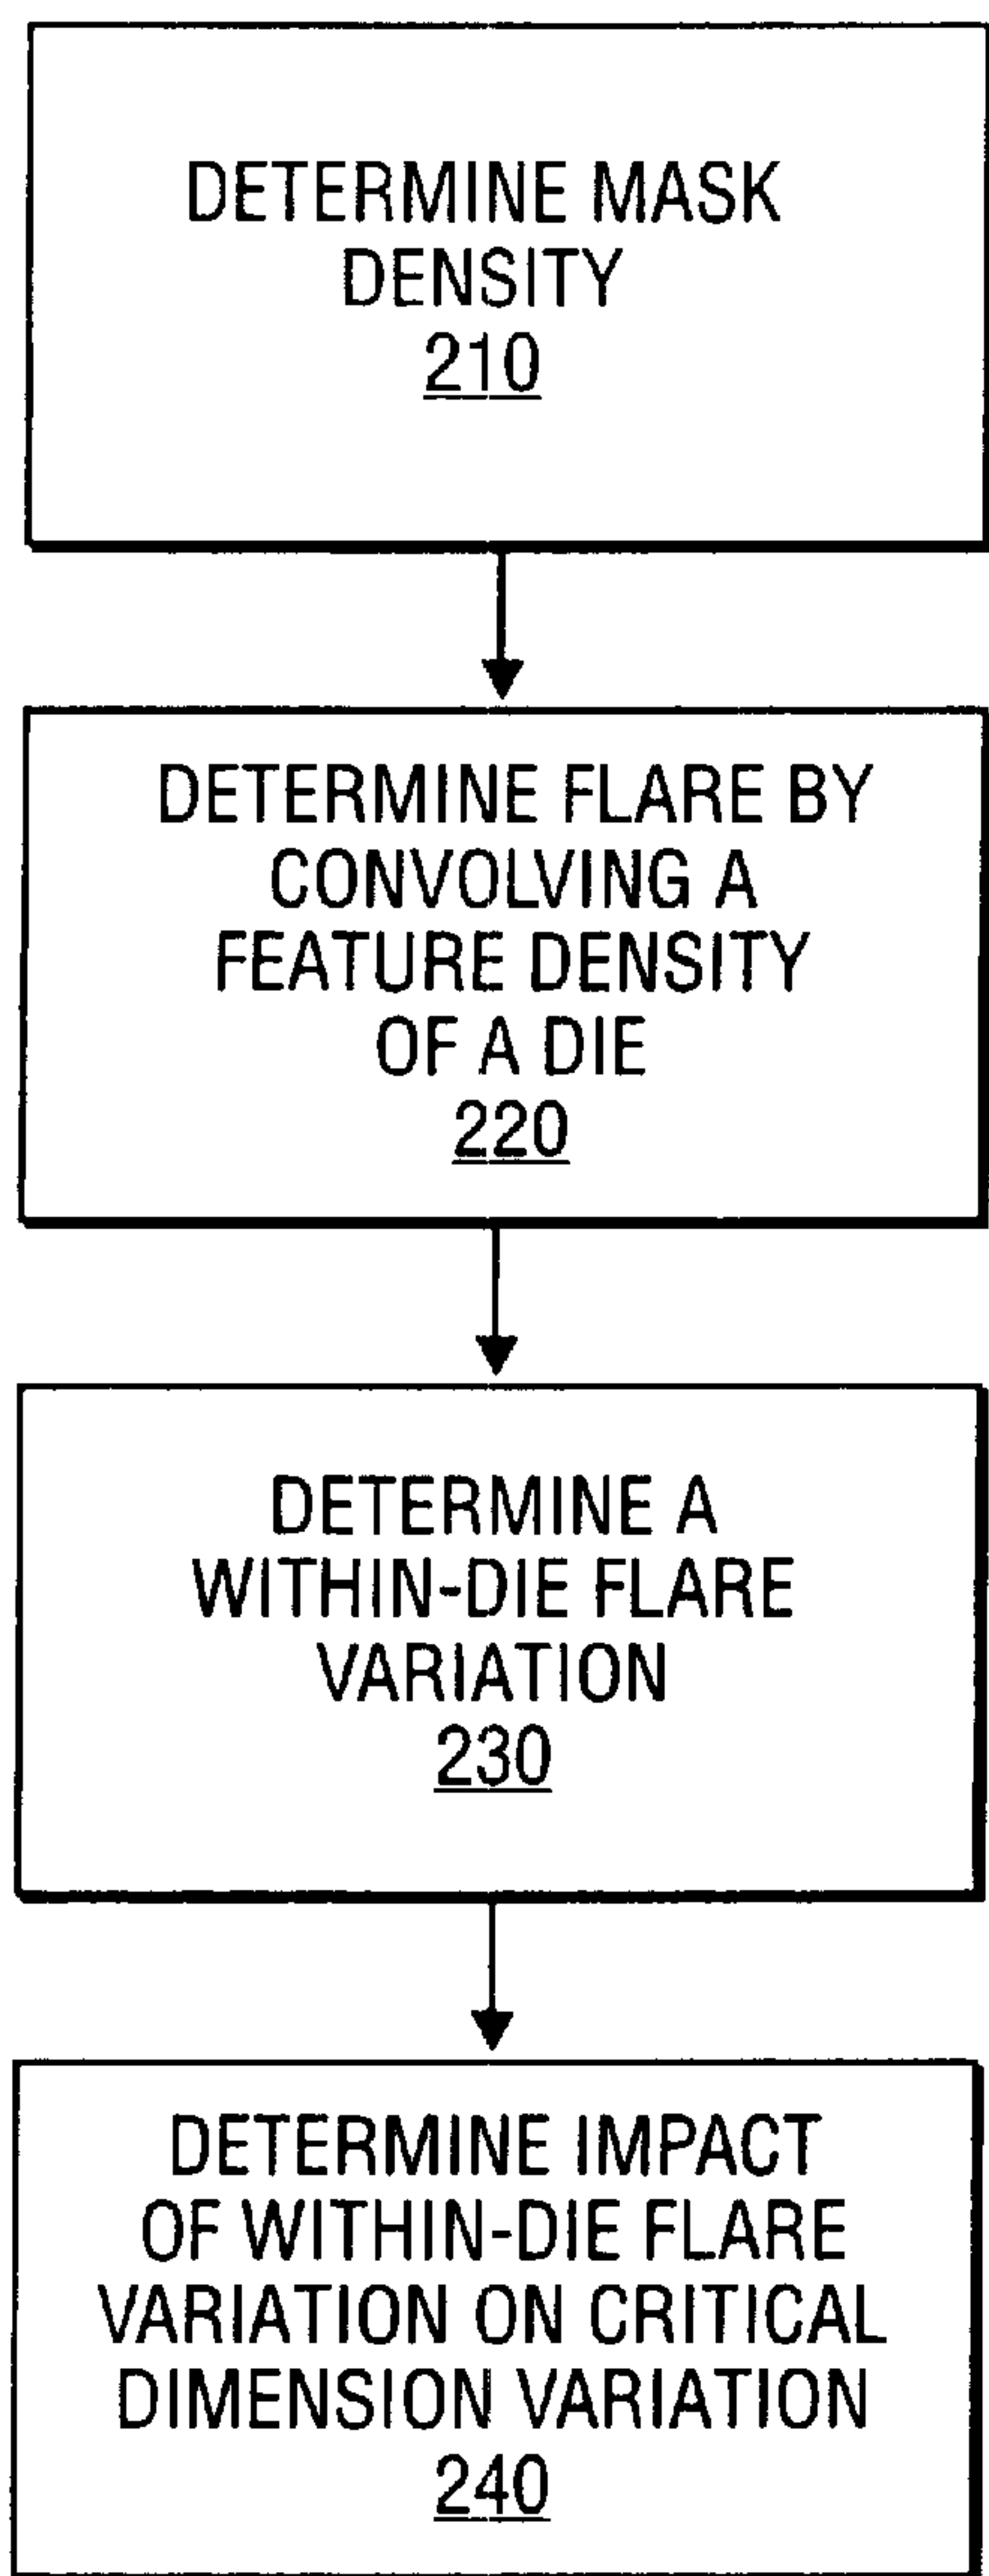 DETERMINE MASK
DENSITY
210
DETERMINE FLARE BY
CONVOLVING A
FEATURE DENSITY
OF A DIE
220
DETERMINE A
WITHIN-DIE FLARE
VARIATION
230
DETERMINE IMPACT
OF WITHIN-DIE FLARE
VARIATION ON CRITICAL
DIMENSION VARIATION
240